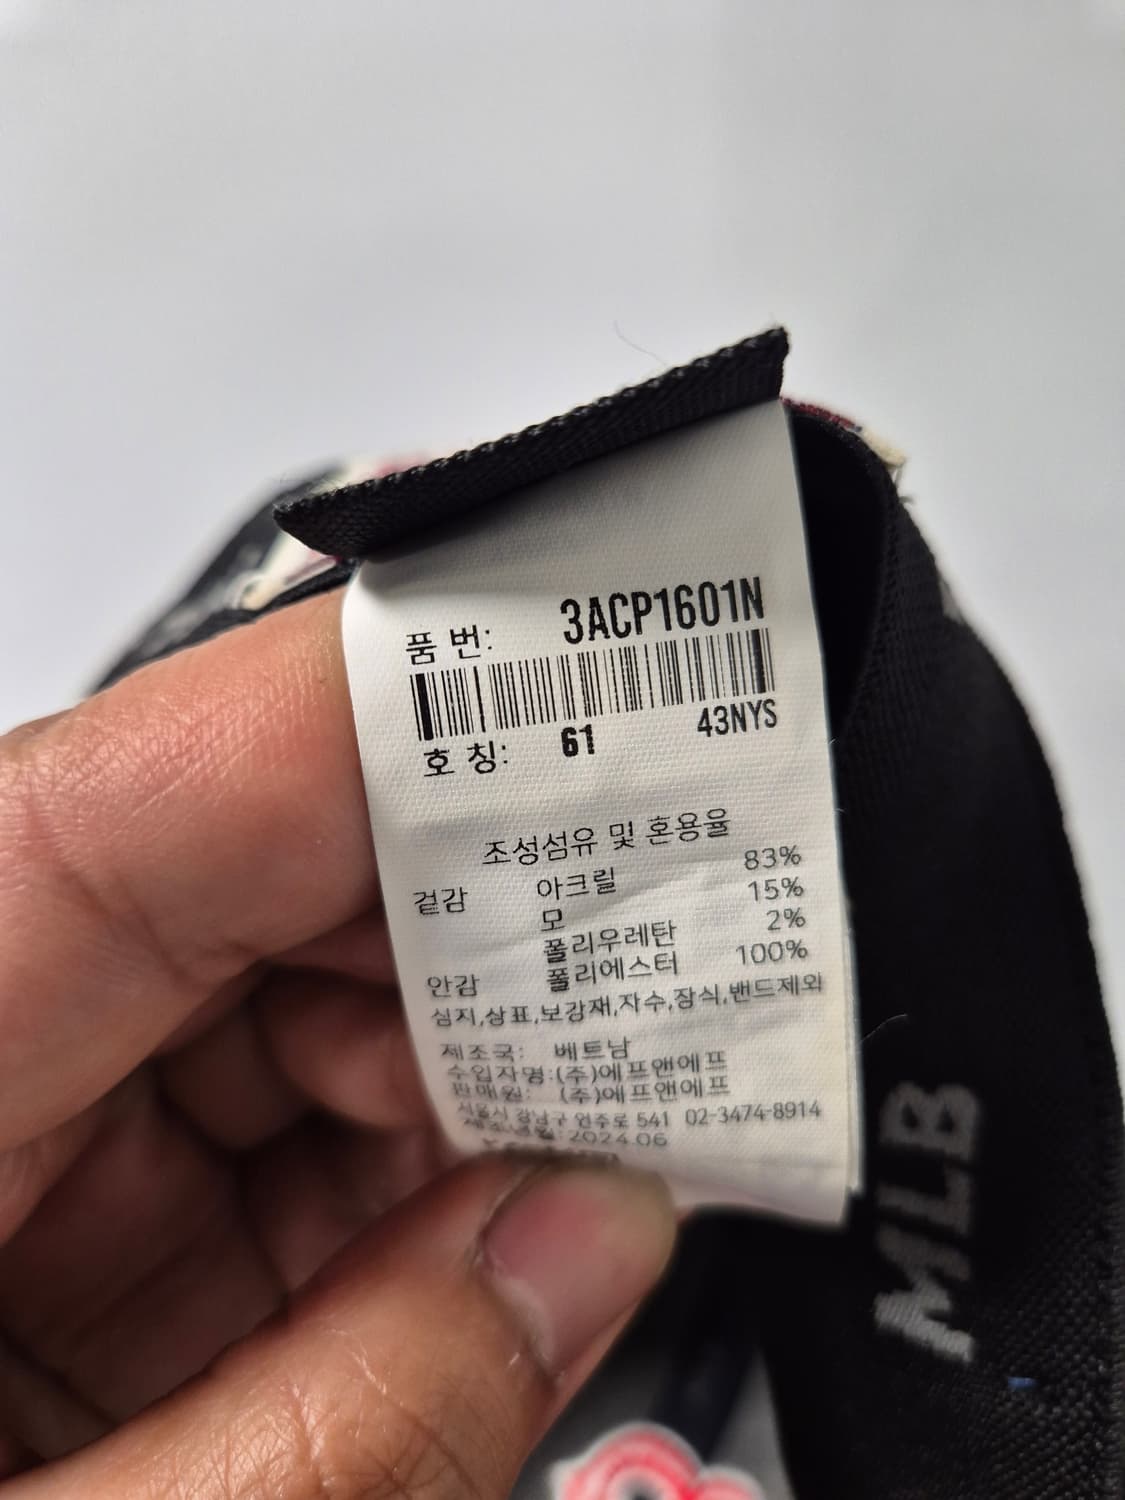 품 번: 3ACP1601N
호 칭: 61 43NYS
조성섬유 및 혼용율
겉감 아크릴 83%
모 15%
폴리우레탄 2%
안감 폴리에스터 100%
심지,상표,보강재,자수,장식,밴드제외
제조국: 베트남
수입자명:(주)에프앤에프
판매원: (주)에프앤에프
서울시 강남구 언주로 541 02-3474-8914
제조년월:2024.06
MLB